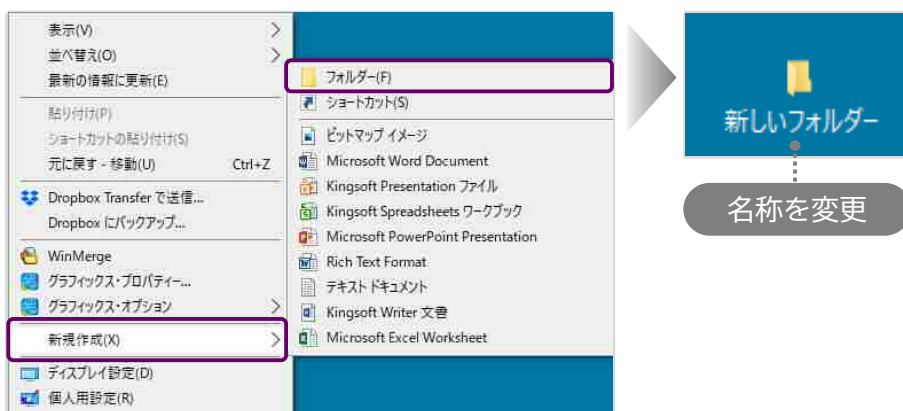 表示(V)
並べ替え(O)
最新の情報に更新(E)
貼り付け(P)
ショートカットの貼り付け(S)
元に戻す - 移動(U) Ctrl+Z
Dropbox Transfer で送信...
Dropbox にバックアップ...
WinMerge
グラフィックス・プロパティー...
グラフィックス・オプション
新規作成(X)
ディスプレイ設定(D)
個人用設定(R)
フォルダー(F)
ショートカット(S)
ビットマップ イメージ
Microsoft Word Document
Kingsoft Presentation ファイル
Kingsoft Spreadsheets ワークブック
Microsoft PowerPoint Presentation
Rich Text Format
テキスト ドキュメント
Kingsoft Writer 文書
Microsoft Excel Worksheet
新しいフォルダー
名称を変更